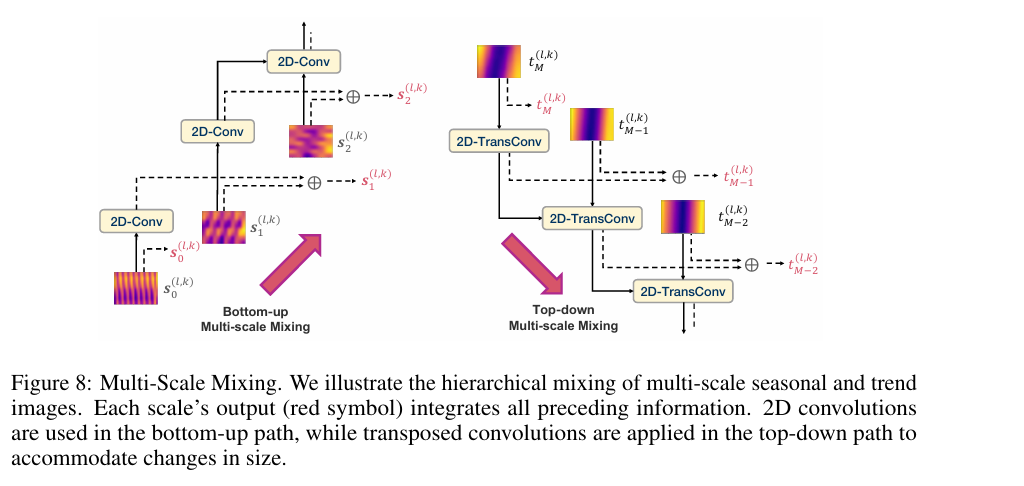 2D-Conv
⊕ s_2^{(l,k)}
2D-Conv
s_2^{(l,k)}
⊕ s_1^{(l,k)}
2D-Conv
s_1^{(l,k)}
s_0^{(l,k)}
s_0^{(l,k)}
Bottom-up
Multi-scale Mixing
t_M^{(l,k)}
t_M^{(l,k)}
t_{M-1}^{(l,k)}
2D-TransConv
⊕ t_{M-1}^{(l,k)}
2D-TransConv
t_{M-2}^{(l,k)}
⊕ t_{M-2}^{(l,k)}
2D-TransConv
Top-down
Multi-scale Mixing
Figure 8: Multi-Scale Mixing. We illustrate the hierarchical mixing of multi-scale seasonal and trend
images. Each scale's output (red symbol) integrates all preceding information. 2D convolutions
are used in the bottom-up path, while transposed convolutions are applied in the top-down path to
accommodate changes in size.